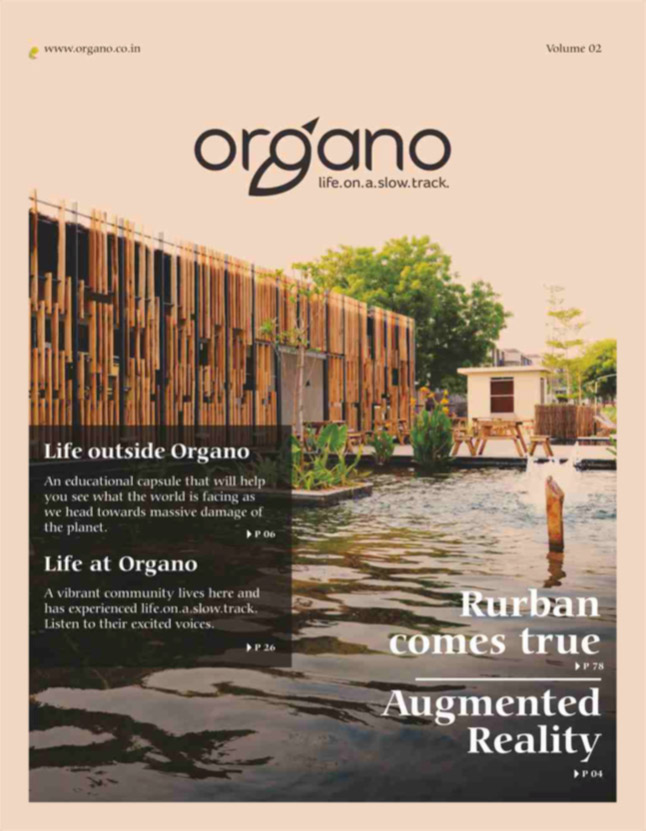 www.organo.co.in
Volume 02
organo
life.on.a.slow.track.
Life outside Organo
An educational capsule that will help
you see what the world is facing as
we head towards massive damage of
the planet.
P 06
Life at Organo
A vibrant community lives here and
has experienced life.on.a.slow.track.
Listen to their excited voices.
P 26
Rurban
comes true
P 78
Augmented
Reality
P 04